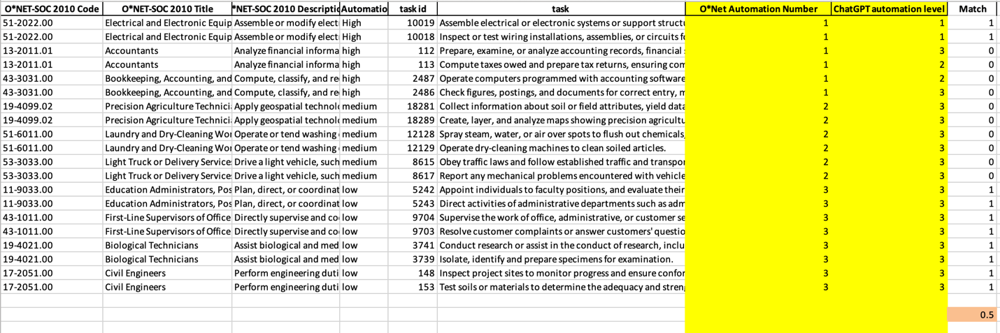 O*NET-SOC 2010 Code O*NET-SOC 2010 Title *NET-SOC 2010 Descriptio Automatio task id task O*Net Automation Number ChatGPT automation level Match
51-2022.00 Electrical and Electronic Equip Assemble or modify elect High 10019 Assemble electrical or electronic systems or support structu 1 1 1
51-2022.00 Electrical and Electronic Equip Assemble or modify elect High 10018 Inspect or test wiring installations, assemblies, or circuits fo 1 1 1
13-2011.01 Accountants Analyze financial informa high 112 Prepare, examine, or analyze accounting records, financial 1 3 0
13-2011.01 Accountants Analyze financial informa high 113 Compute taxes owed and prepare tax returns, ensuring com 1 2 0
43-3031.00 Bookkeeping, Accounting, and Compute, classify, and re high 2487 Operate computers programmed with accounting software 1 2 0
43-3031.00 Bookkeeping, Accounting, and Compute, classify, and re high 2486 Check figures, postings, and documents for correct entry, m 1 3 0
19-4099.02 Precision Agriculture Technici Apply geospatial technolo medium 18281 Collect information about soil or field attributes, yield data 2 3 0
19-4099.02 Precision Agriculture Technici Apply geospatial technolo medium 18289 Create, layer, and analyze maps showing precision agricultu 2 3 0
51-6011.00 Laundry and Dry-Cleaning Wor Operate or tend washing medium 12128 Spray steam, water, or air over spots to flush out chemicals, 2 3 0
51-6011.00 Laundry and Dry-Cleaning Wor Operate or tend washing medium 12129 Operate dry-cleaning machines to clean soiled articles. 2 3 0
53-3033.00 Light Truck or Delivery Service Drive a light vehicle, such medium 8615 Obey traffic laws and follow established traffic and transpor 2 3 0
53-3033.00 Light Truck or Delivery Service Drive a light vehicle, such medium 8617 Report any mechanical problems encountered with vehicle 2 3 0
11-9033.00 Education Administrators, Pos Plan, direct, or coordinat low 5242 Appoint individuals to faculty positions, and evaluate their 3 3 1
11-9033.00 Education Administrators, Pos Plan, direct, or coordinat low 5243 Direct activities of administrative departments such as adm 3 3 1
43-1011.00 First-Line Supervisors of Office Directly supervise and co low 9704 Supervise the work of office, administrative, or customer se 3 3 1
43-1011.00 First-Line Supervisors of Office Directly supervise and co low 9703 Resolve customer complaints or answer customers' questio 3 3 1
19-4021.00 Biological Technicians Assist biological and med low 3741 Conduct research or assist in the conduct of research, inclu 3 3 1
19-4021.00 Biological Technicians Assist biological and med low 3739 Isolate, identify and prepare specimens for examination. 3 3 1
17-2051.00 Civil Engineers Perform engineering duti low 148 Inspect project sites to monitor progress and ensure confor 3 3 1
17-2051.00 Civil Engineers Perform engineering duti low 153 Test soils or materials to determine the adequacy and stren 3 3 1
0.5